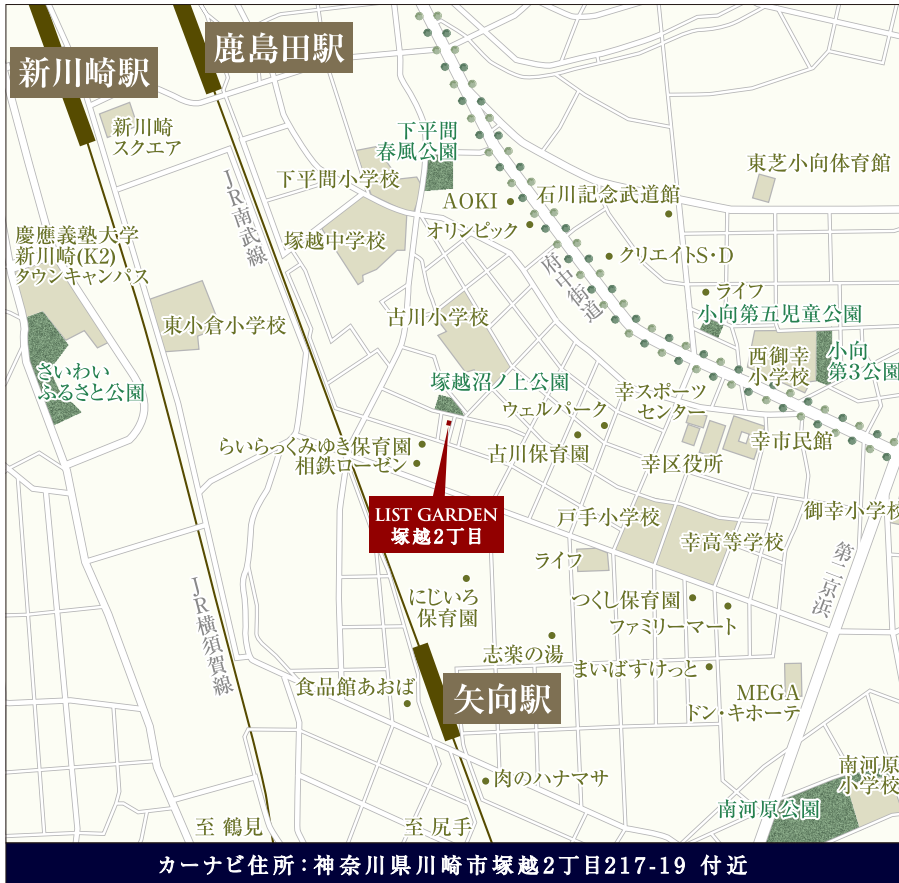 新川崎駅
鹿島田駅
新川崎
スクエア
下平間
春風公園
下平間小学校
東芝小向体育館
AOKI
石川記念武道館
オリンピック
JR南武線
塚越中学校
慶應義塾大学
新川崎(K2)
タウンキャンパス
府中街道
クリエイトS・D
ライフ
小向第五児童公園
東小倉小学校
古川小学校
西御幸
小学校
小向
第3公園
さいわい
ふるさと公園
塚越沼ノ上公園
ウェルパーク
幸スポーツ
センター
らいらっくみゆき保育園
相鉄ローゼン
古川保育園
幸区役所
幸市民館
LIST GARDEN
塚越2丁目
戸手小学校
幸高等学校
御幸小学校
第二京浜
ライフ
JR横須賀線
にじいろ
保育園
つくし保育園
ファミリーマート
志楽の湯
まいばすけっと
食品館あおば
矢向駅
MEGA
ドン・キホーテ
肉のハナマサ
南河原
小学校
南河原公園
至 鶴見
至 尻手
カーナビ住所：神奈川県川崎市塚越2丁目217-19 付近